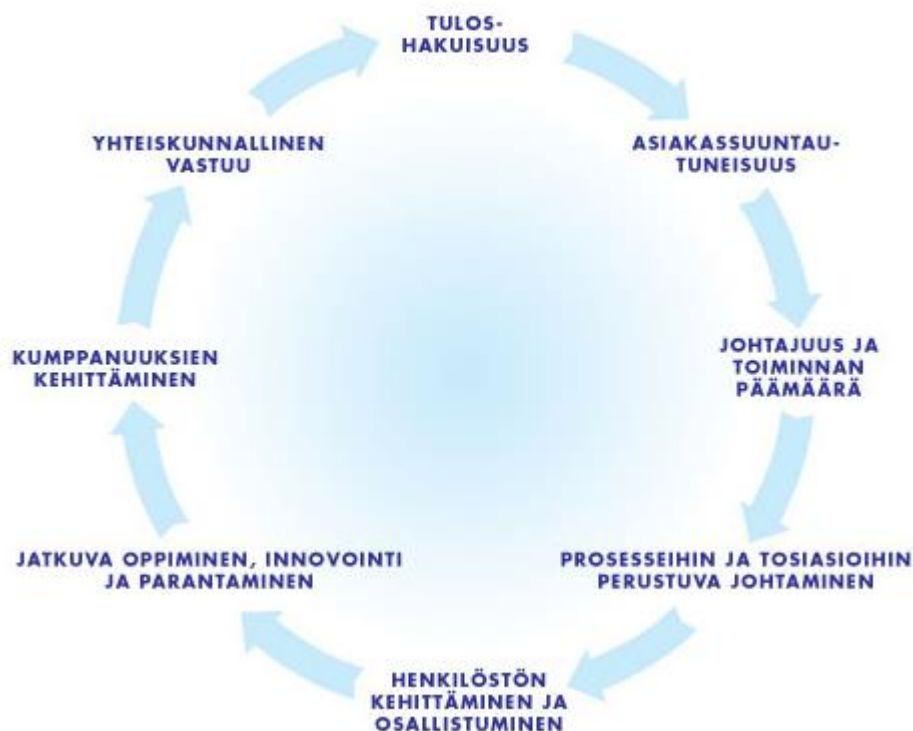 TULOS-
HAKUISUUS
ASIAKASSUUNTAU-
TUNEISUUS
JOHTAJUUS JA
TOIMINNAN
PÄÄMÄÄRÄ
PROSESSEIHIN JA TOSIASIOIHIN
PERUSTUVA JOHTAMINEN
HENKILÖSTÖN
KEHITTÄMINEN JA
OSALLISTUMINEN
JATKUVA OPPIMINEN, INNOVOINTI
JA PARANTAMINEN
KUMPPANUUKSIEN
KEHITTÄMINEN
YHTEISKUNNALLINEN
VASTUU